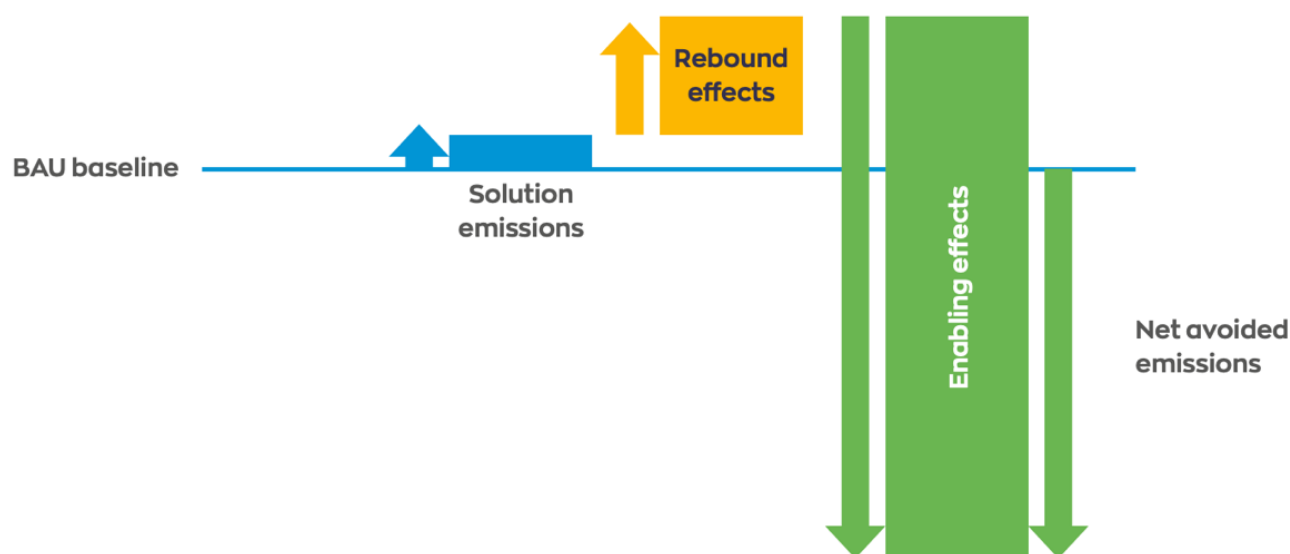 Rebound
effects
BAU baseline
Solution
emissions
Enabling effects
Net avoided
emissions